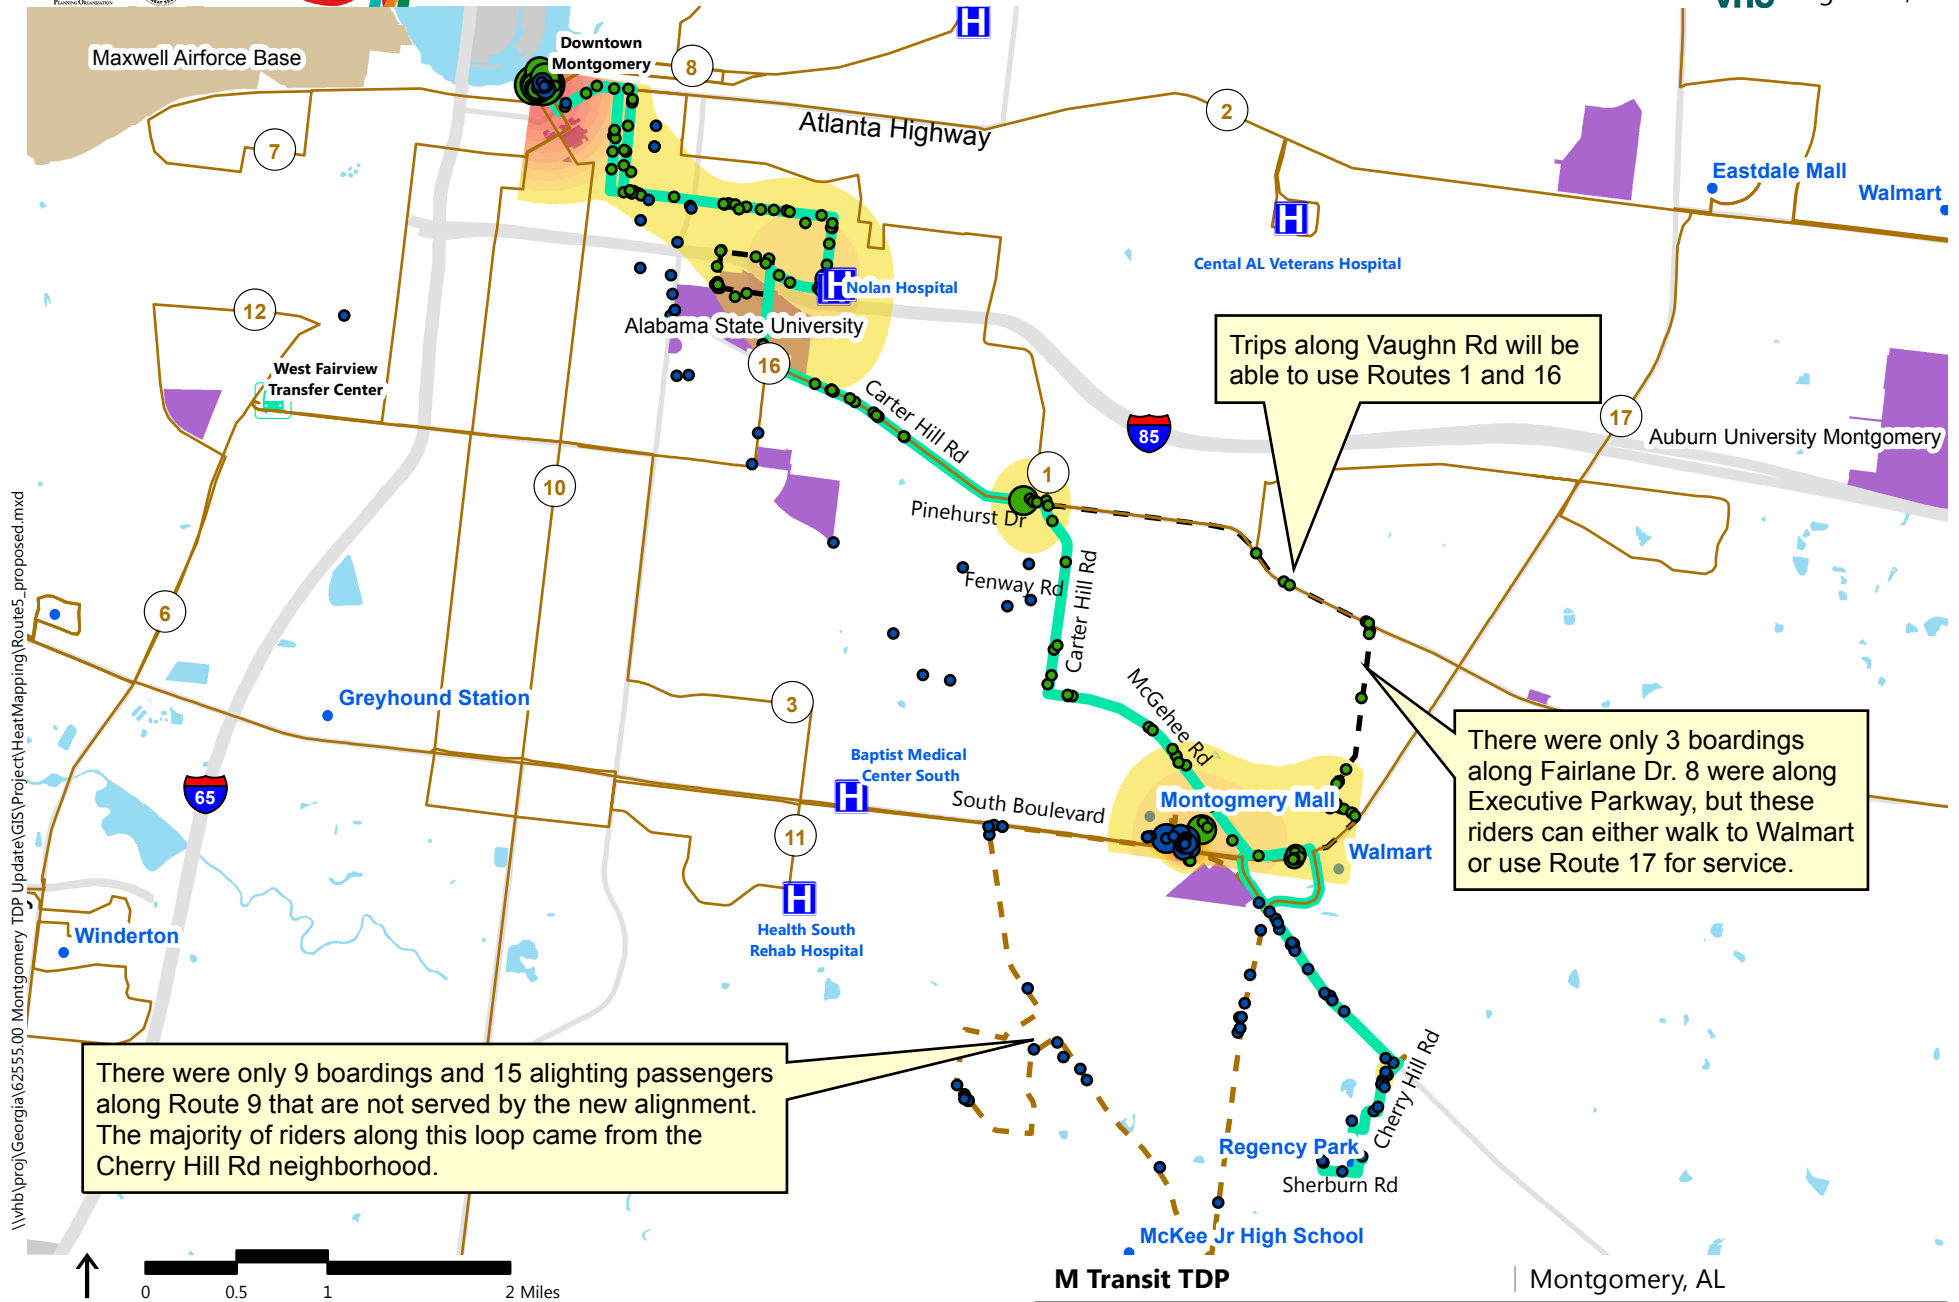 PLANNING ORGANIZATION
Maxwell Airforce Base
Downtown
Montgomery
8
Atlanta Highway
2
7
Eastdale Mall
Walmart
H
H
Cental AL Veterans Hospital
H
Nolan Hospital
12
Alabama State University
16
West Fairview
Transfer Center
Trips along Vaughn Rd will be
able to use Routes 1 and 16
Carter Hill Rd
85
17
Auburn University Montgomery
1
10
Pinehurst Dr
Fenway Rd
Carter Hill Rd
6
Greyhound Station
3
McGehee Rd
There were only 3 boardings
along Fairlane Dr. 8 were along
Executive Parkway, but these
riders can either walk to Walmart
or use Route 17 for service.
Baptist Medical
Center South
H
65
South Boulevard
Montogmery Mall
11
Walmart
H
Health South
Rehab Hospital
Winderton
There were only 9 boardings and 15 alighting passengers
along Route 9 that are not served by the new alignment.
The majority of riders along this loop came from the
Cherry Hill Rd neighborhood.
Cherry Hill Rd
Regency Park
Sherburn Rd
McKee Jr High School
\\vhb\proj\Georgia\62555.00 Montgomery TDP Update\GIS\Project\HeatMapping\Route5_proposed.mxd
0 0.5 1 2 Miles
M Transit TDP
Montgomery, AL